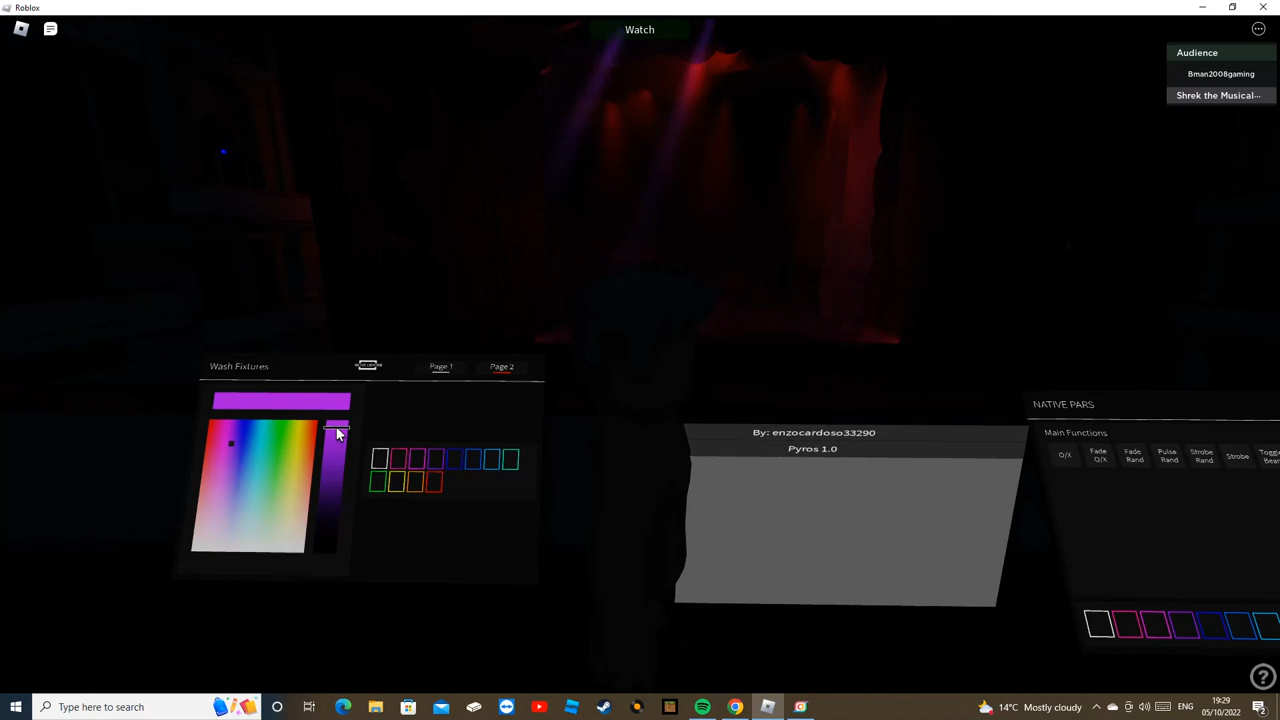 Roblox
Watch
Audience
Bman2008gaming
Shrek the Musical...
Wash Fixtures
Page 1
Page 2
By: enzocardoso33290
Pyros 1.0
NATIVE PARS
Main Functions
O/X
Fade
O/X
Fade
Rand
Pulse
Rand
Strobe
Rand
Strobe
?
Type here to search
14°C Mostly cloudy
19:29
05/10/2022
2